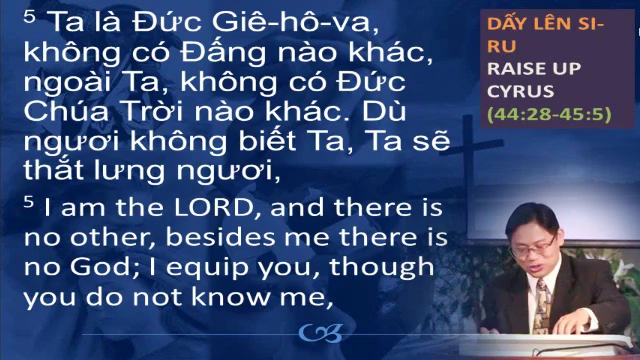 5 Ta là Đức Giê-hô-va,
không có Đấng nào khác,
ngoài Ta, không có Đức
Chúa Trời nào khác. Dù
ngươi không biết Ta, Ta sẽ
thắt lưng ngươi,
5 I am the LORD, and there is
no other, besides me there is
no God; I equip you, though
you do not know me,
DẤY LÊN SI-
RU
RAISE UP
CYRUS
(44:28-45:5)